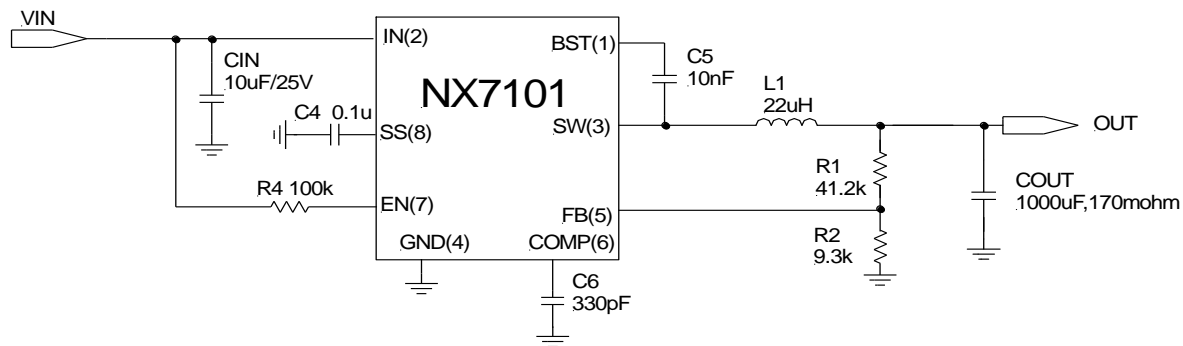 VIN
IN(2)
BST(1)
CIN
10uF/25V
C5
10nF
NX7101
L1
22uH
C4 0.1u
SS(8)
SW(3)
OUT
R1
41.2k
R4 100k
EN(7)
FB(5)
COUT
1000uF,170mohm
GND(4)
COMP(6)
R2
9.3k
C6
330pF